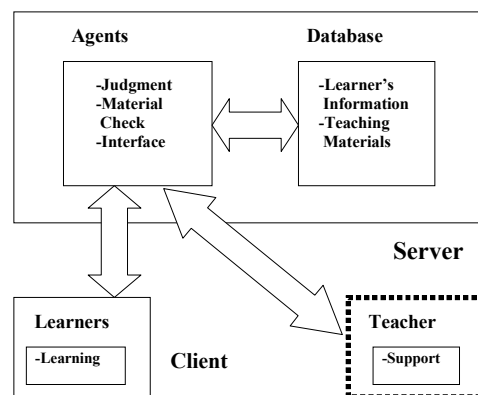 Agents
-Judgment
-Material
Check
-Interface
Database
-Learner's
Information
-Teaching
Materials
Server
Learners
-Learning
Client
Teacher
-Support